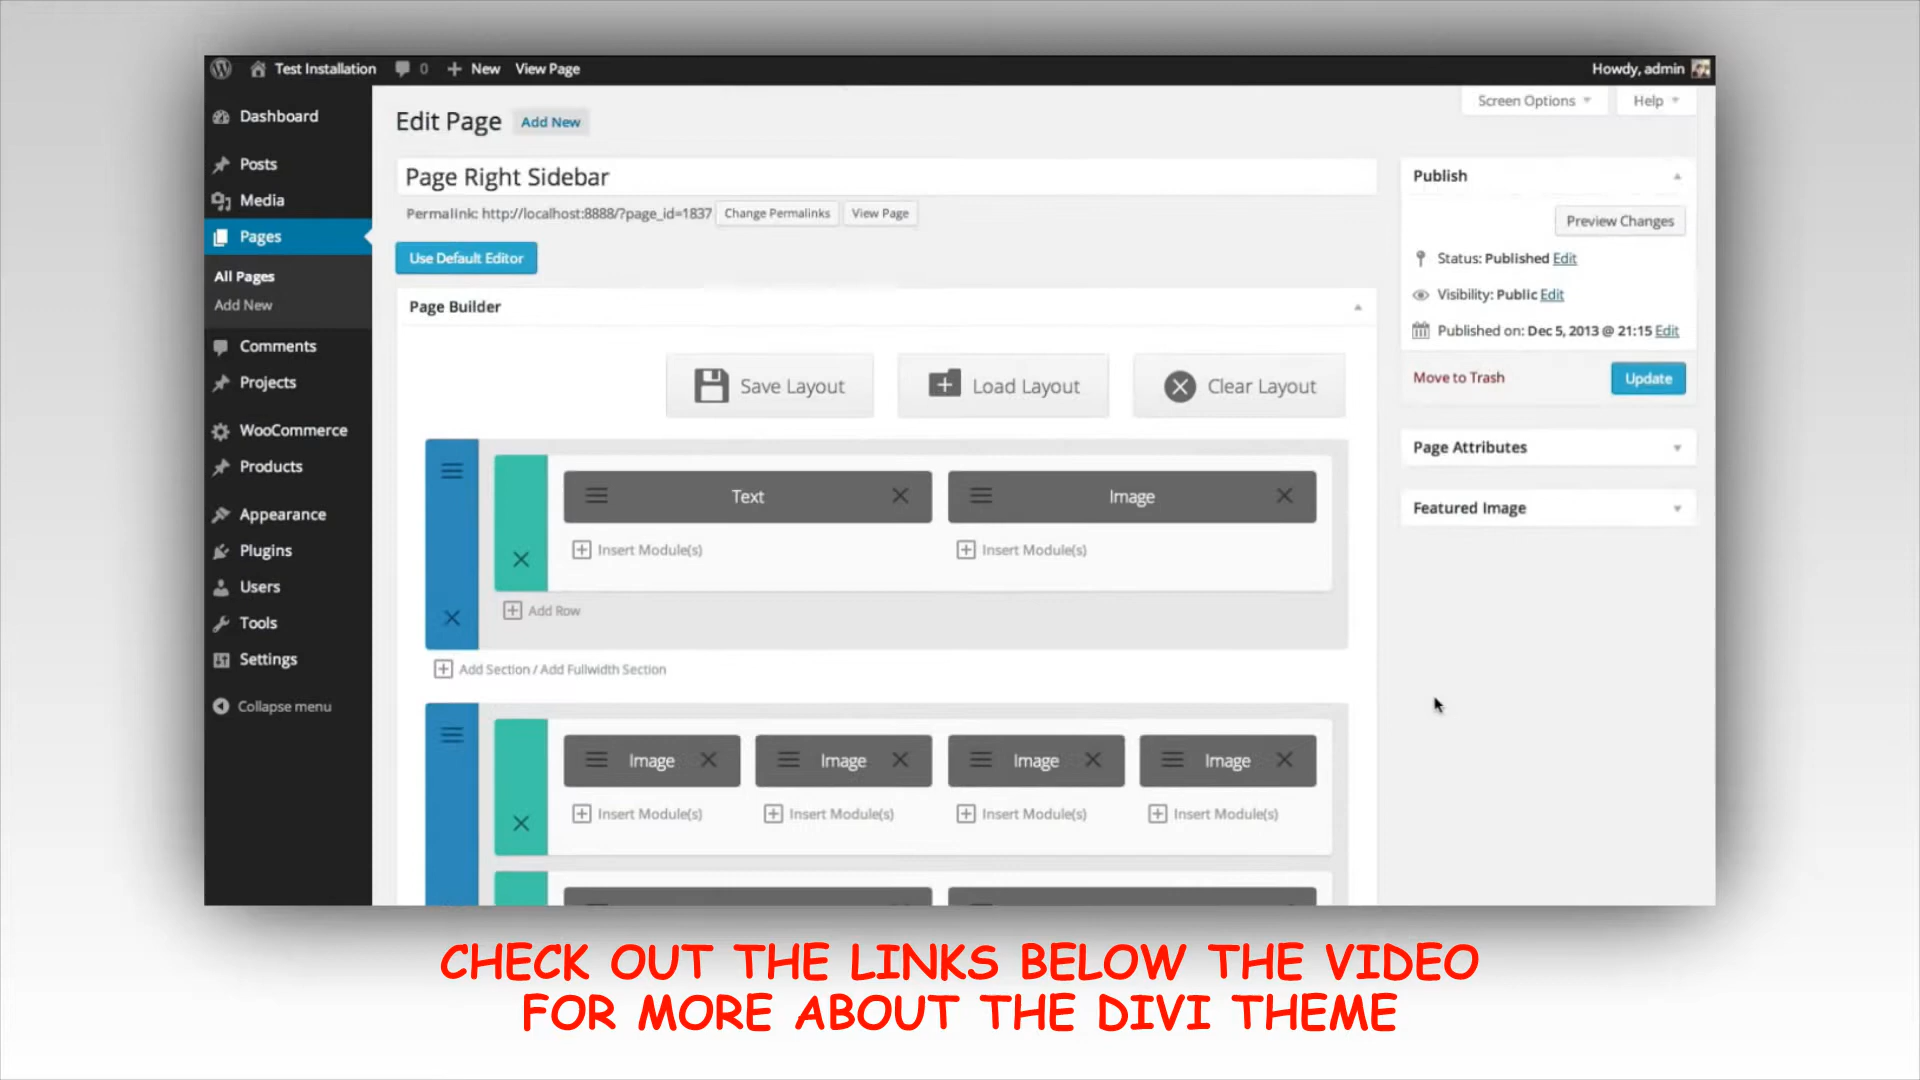 Test Installation 0 New View Page Howdy, admin
Screen Options Help
Dashboard
Posts
Media
Pages
All Pages
Add New
Comments
Projects
WooCommerce
Products
Appearance
Plugins
Users
Tools
Settings
Collapse menu
Edit Page Add New
Page Right Sidebar
Permalink: http://localhost:8888/?page_id=1837 Change Permalinks View Page
Use Default Editor
Page Builder
Save Layout Load Layout Clear Layout
Text Image
Insert Module(s) Insert Module(s)
Add Row
Add Section / Add Fullwidth Section
Image Image Image Image
Insert Module(s) Insert Module(s) Insert Module(s) Insert Module(s)
Publish
Preview Changes
Status: Published Edit
Visibility: Public Edit
Published on: Dec 5, 2013 @ 21:15 Edit
Move to Trash Update
Page Attributes
Featured Image
CHECK OUT THE LINKS BELOW THE VIDEO
FOR MORE ABOUT THE DIVI THEME